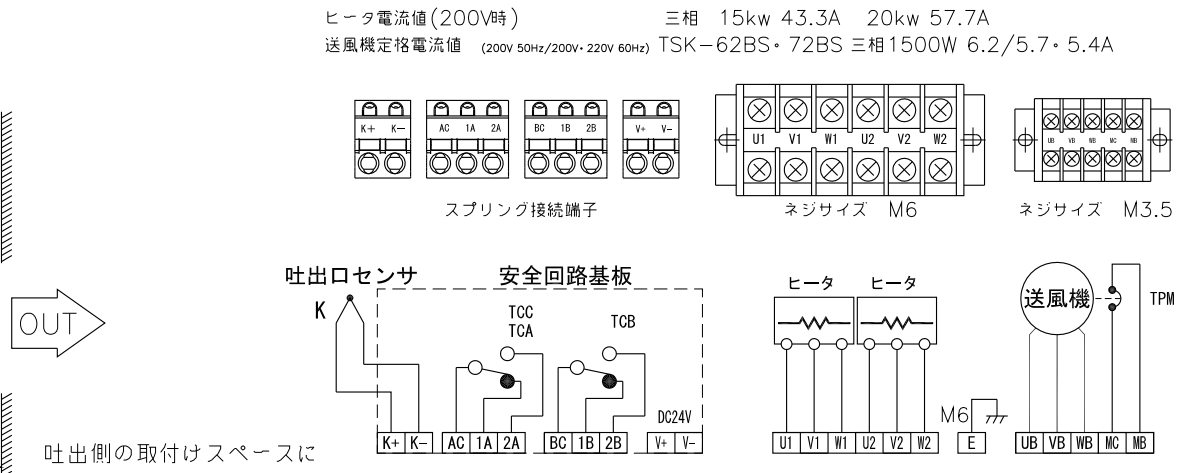 ヒータ電流値(200V時) 三相 15kw 43.3A 20kw 57.7A
送風機定格電流値 (200V 50Hz/200V・220V 60Hz) TSK-62BS・72BS 三相1500W 6.2/5.7・5.4A
K+ K- AC 1A 2A BC 1B 2B V+ V- U1 V1 W1 U2 V2 W2 UB VB WB MC MB
スプリング接続端子 ネジサイズ M6 ネジサイズ M3.5
吐出口センサ 安全回路基板 ヒータ ヒータ 送風機 TPM
K TCC TCB
TCA
OUT
DC24V M6
K+ K- AC 1A 2A BC 1B 2B V+ V- U1 V1 W1 U2 V2 W2 E UB VB WB MC MB
吐出側の取付けスペースに